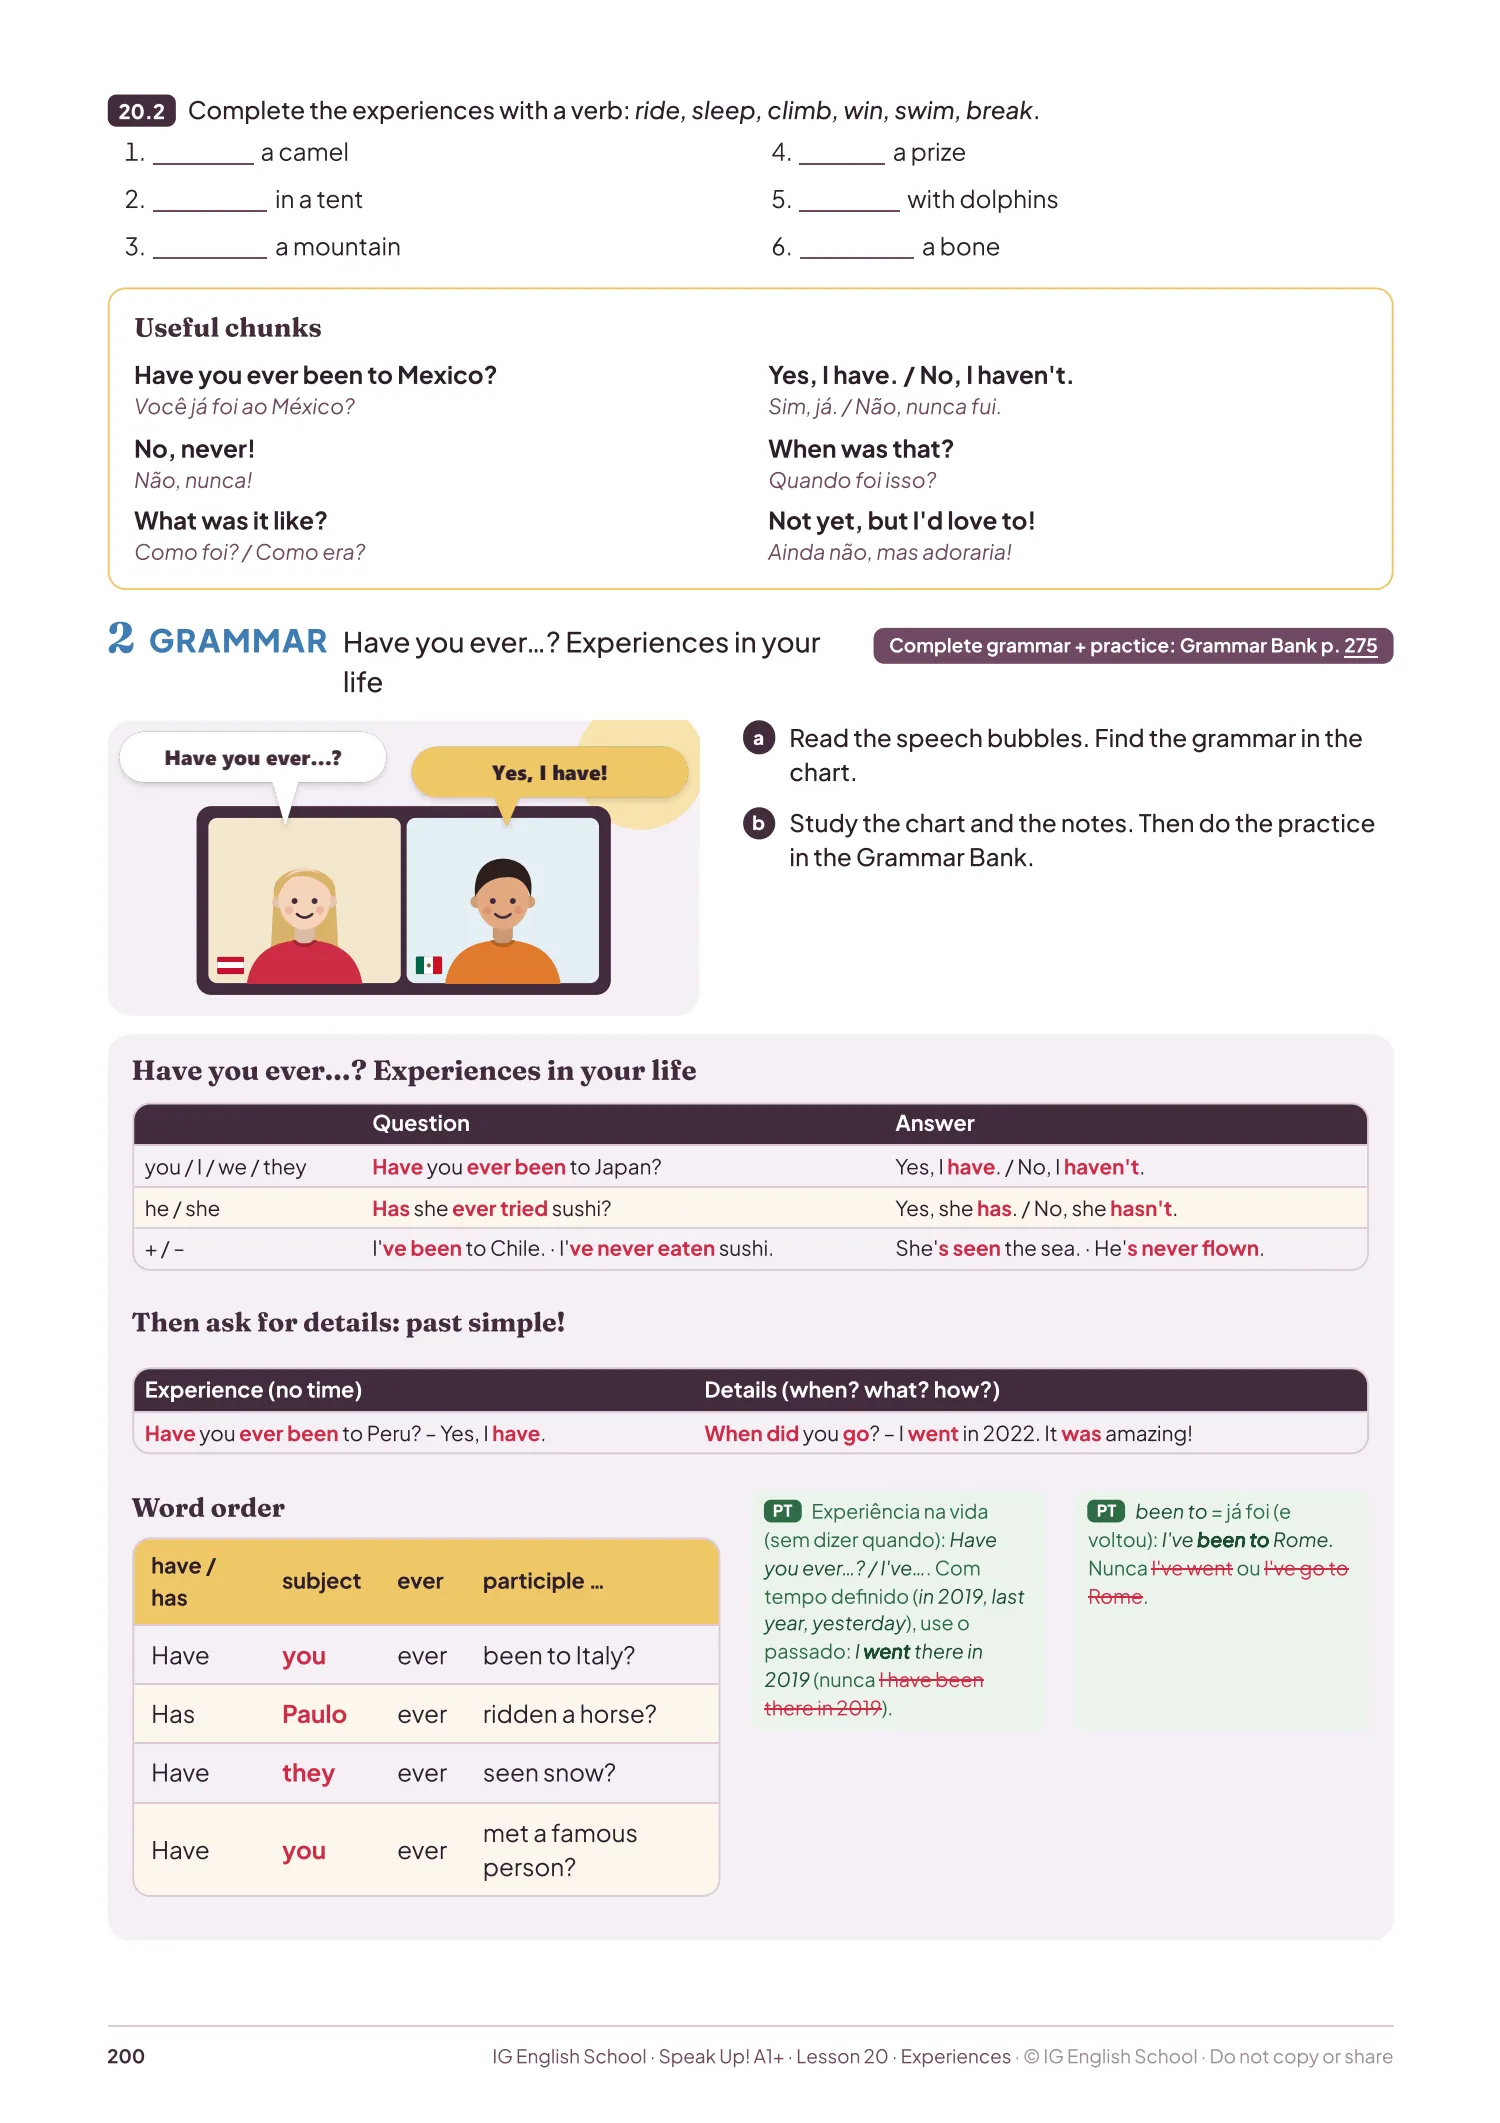 20.2 Complete the experiences with a verb: ride, sleep, climb, win, swim, break.
1. ________ a camel
2. _________ in a tent
3. _________ a mountain
4. _______ a prize
5. ________ with dolphins
6. _________ a bone
Useful chunks
Have you ever been to Mexico?
Você já foi ao México?
No, never!
Não, nunca!
What was it like?
Como foi? / Como era?
Yes, I have. / No, I haven't.
Sim, já. / Não, nunca fui.
When was that?
Quando foi isso?
Not yet, but I'd love to!
Ainda não, mas adoraria!
2 GRAMMAR Have you ever...? Experiences in your
life
Complete grammar + practice: Grammar Bank p. 275
Have you ever...?
Yes, I have!
a Read the speech bubbles. Find the grammar in the
chart.
b Study the chart and the notes. Then do the practice
in the Grammar Bank.
Have you ever...? Experiences in your life
Question Answer
you / I / we / they Have you ever been to Japan? Yes, I have. / No, I haven't.
he / she Has she ever tried sushi? Yes, she has. / No, she hasn't.
+ / – I've been to Chile. · I've never eaten sushi. She's seen the sea. · He's never flown.
Then ask for details: past simple!
Experience (no time) Details (when? what? how?)
Have you ever been to Peru? – Yes, I have. When did you go? – I went in 2022. It was amazing!
Word order
have /
has subject ever participle ...
Have you ever been to Italy?
Has Paulo ever ridden a horse?
Have they ever seen snow?
Have you ever met a famous
person?
PT Experiência na vida
(sem dizer quando): Have
you ever...? / I've.... Com
tempo definido (in 2019, last
year, yesterday), use o
passado: I went there in
2019 (nunca I have been
there in 2019).
PT been to = já foi (e
voltou): I've been to Rome.
Nunca I've went ou I've go to
Rome.
200 IG English School · Speak Up! A1+ · Lesson 20 · Experiences · © IG English School · Do not copy or share